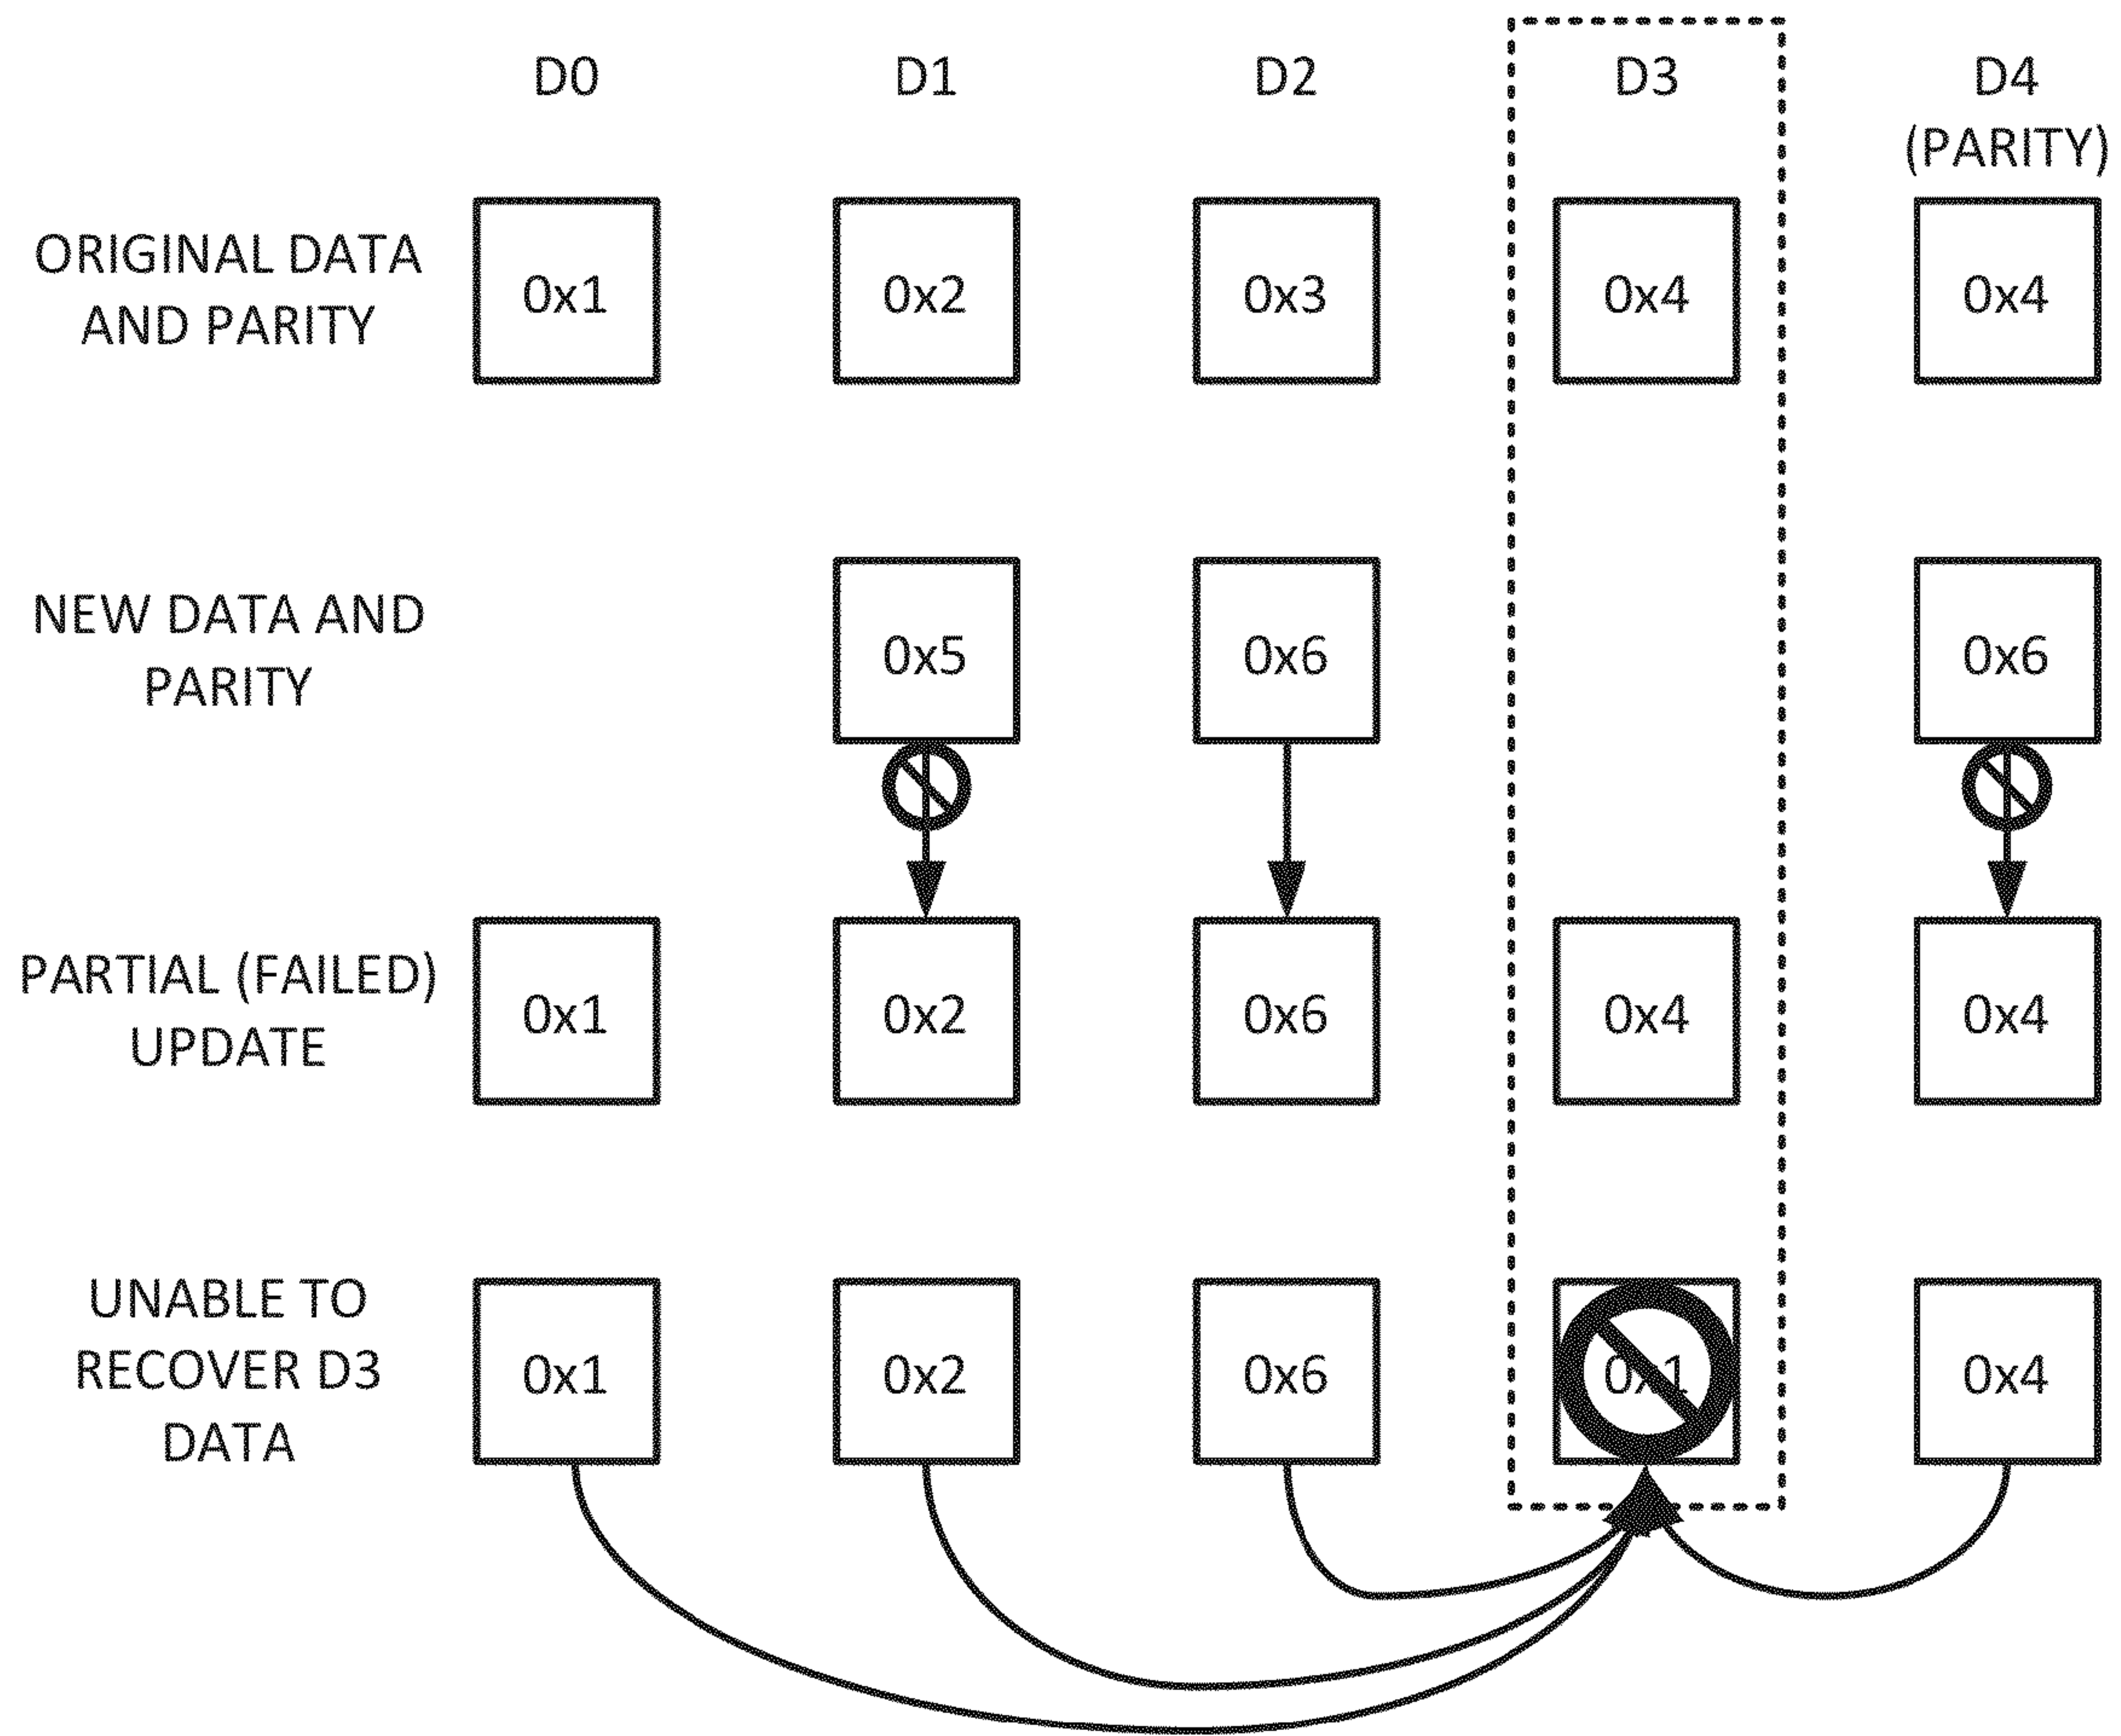 D0 D1 D2 D3 D4
(PARITY)
ORIGINAL DATA
AND PARITY
0x1 0x2 0x3 0x4 0x4
NEW DATA AND
PARITY
0x5 0x6 0x6
PARTIAL (FAILED)
UPDATE
0x1 0x2 0x6 0x4 0x4
UNABLE TO
RECOVER D3
DATA
0x1 0x2 0x6 0x1 0x4